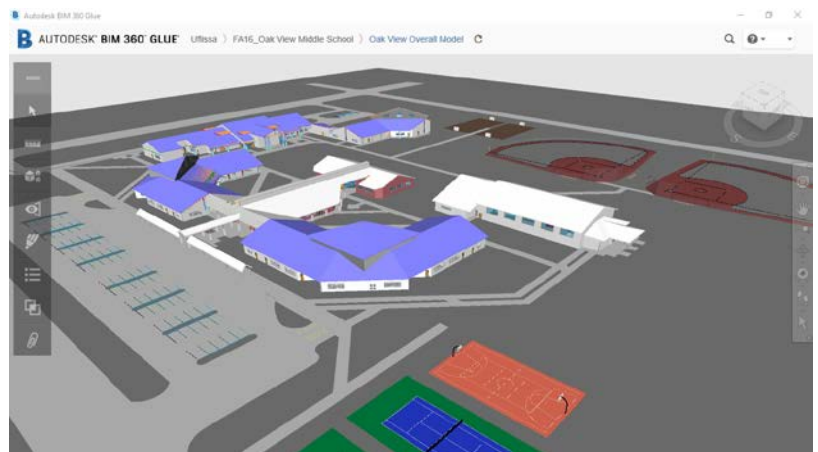 Autodesk BIM 360 Glue
AUTODESK® BIM 360® GLUE® Uflissa > FA16_Oak View Middle School > Oak View Overall Model